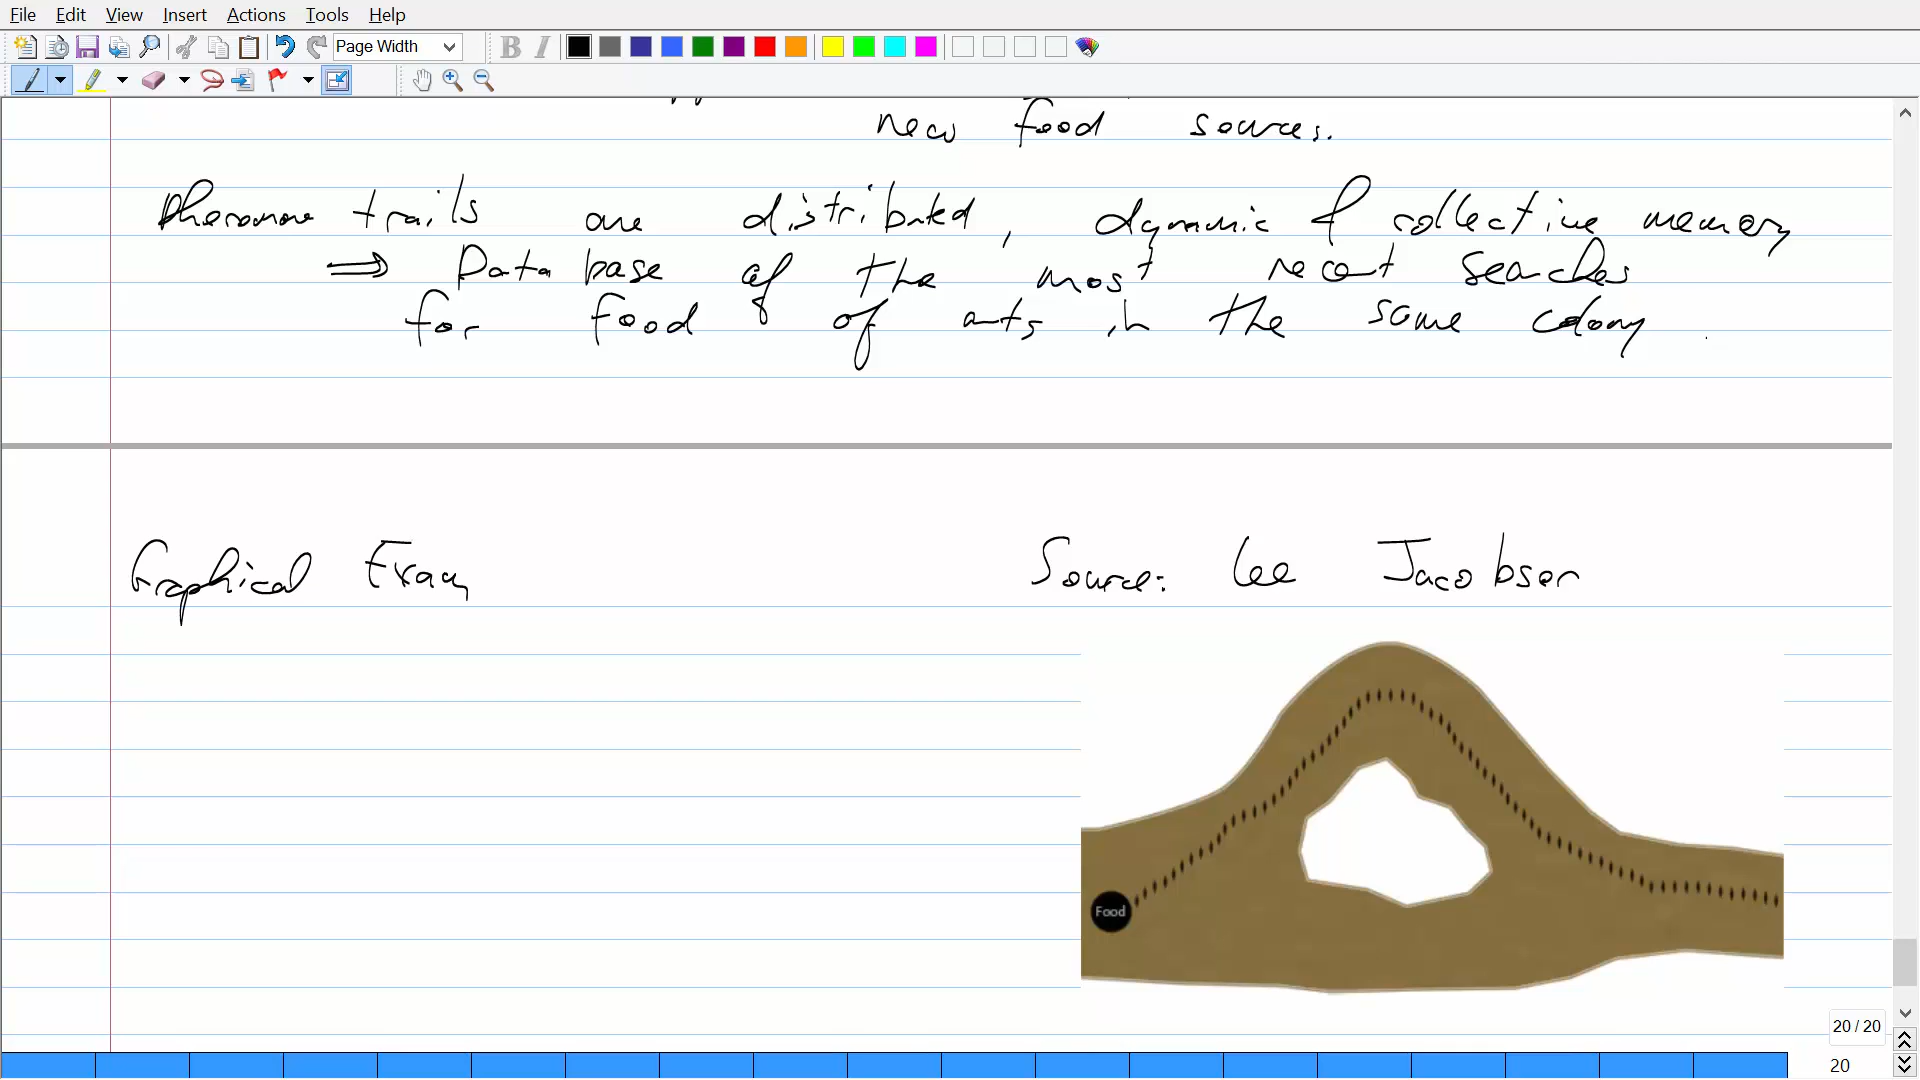 File Edit View Insert Actions Tools Help
Page Width
B I
new food sources.
Pheromone trails are distributed, dynamic & collective memory
⇒ Data base of the most recent searches
for food of ants in the same colony
Graphical Exam
Source: Lee Jacobson
Food
20 / 20
20